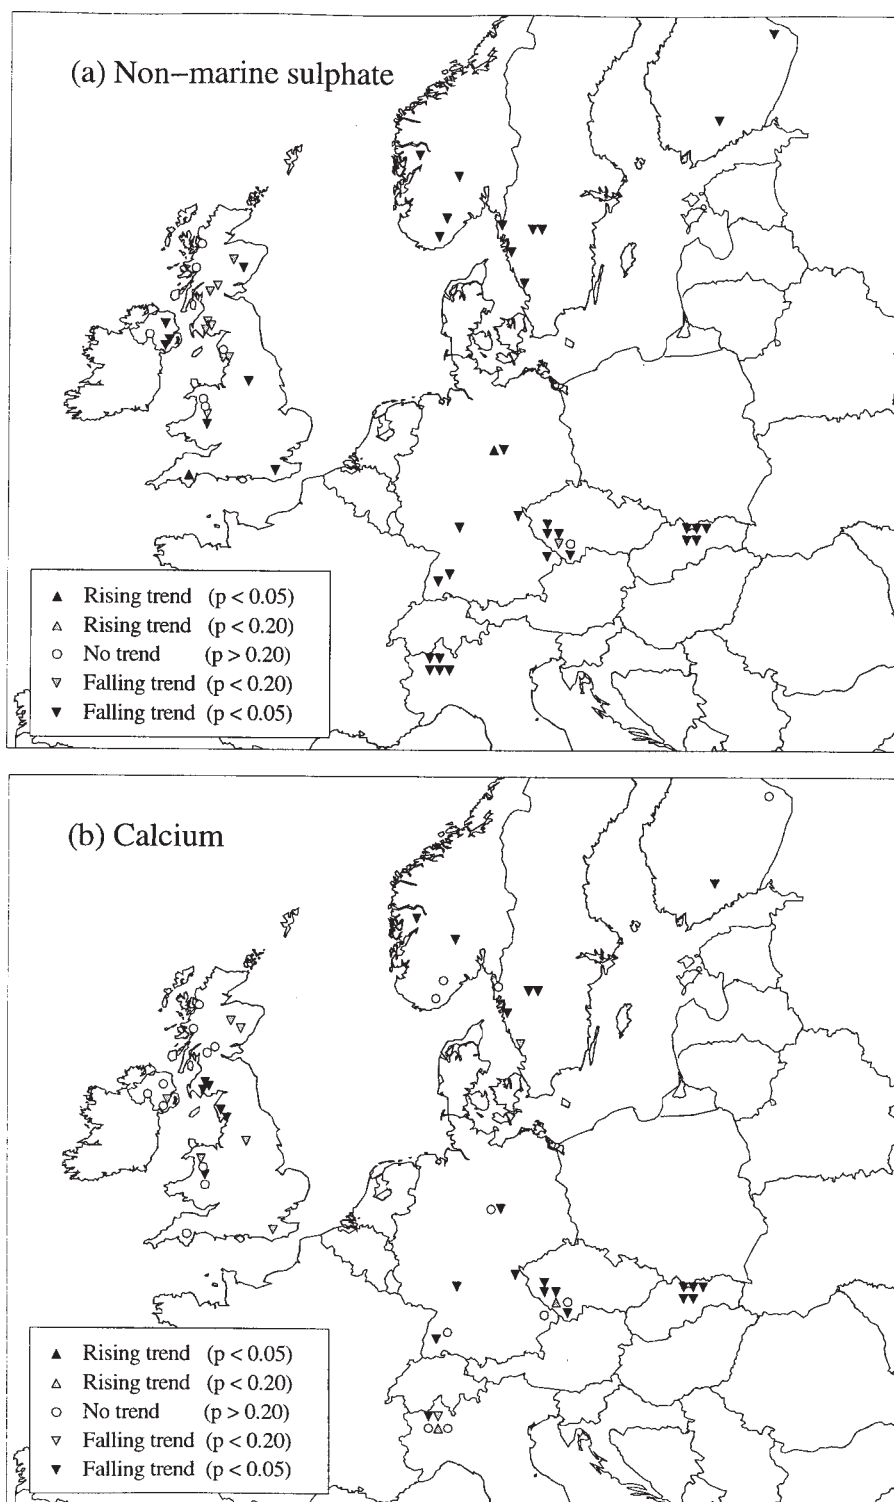 (a) Non-marine sulphate
Rising trend (p < 0.05)
Rising trend (p < 0.20)
No trend (p > 0.20)
Falling trend (p < 0.20)
Falling trend (p < 0.05)
(b) Calcium
Rising trend (p < 0.05)
Rising trend (p < 0.20)
No trend (p > 0.20)
Falling trend (p < 0.20)
Falling trend (p < 0.05)